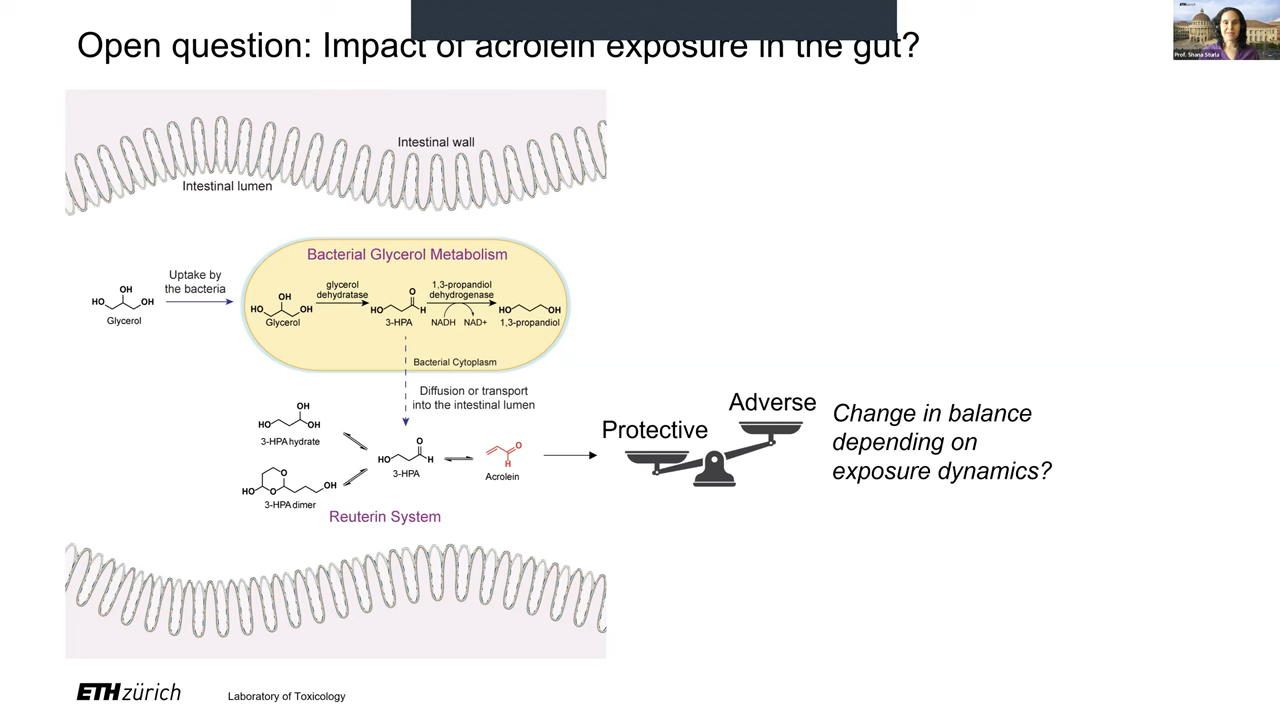 Open question: Impact of acrolein exposure in the gut?
ETH zürich
Prof. Shana Sturla
Intestinal wall
Intestinal lumen
Bacterial Glycerol Metabolism
Uptake by
the bacteria
glycerol
dehydratase
1,3-propandiol
dehydrogenase
OH
HO
OH
Glycerol
OH
HO
OH
Glycerol
O
HO
H
3-HPA
NADH
NAD+
HO
OH
1,3-propandiol
Bacterial Cytoplasm
Diffusion or transport
into the intestinal lumen
OH
HO
OH
3-HPA hydrate
O
HO
H
3-HPA
O
H
Acrolein
O
HO
O
OH
3-HPA dimer
Reuterin System
Protective
Adverse
Change in balance
depending on
exposure dynamics?
ETH zürich
Laboratory of Toxicology